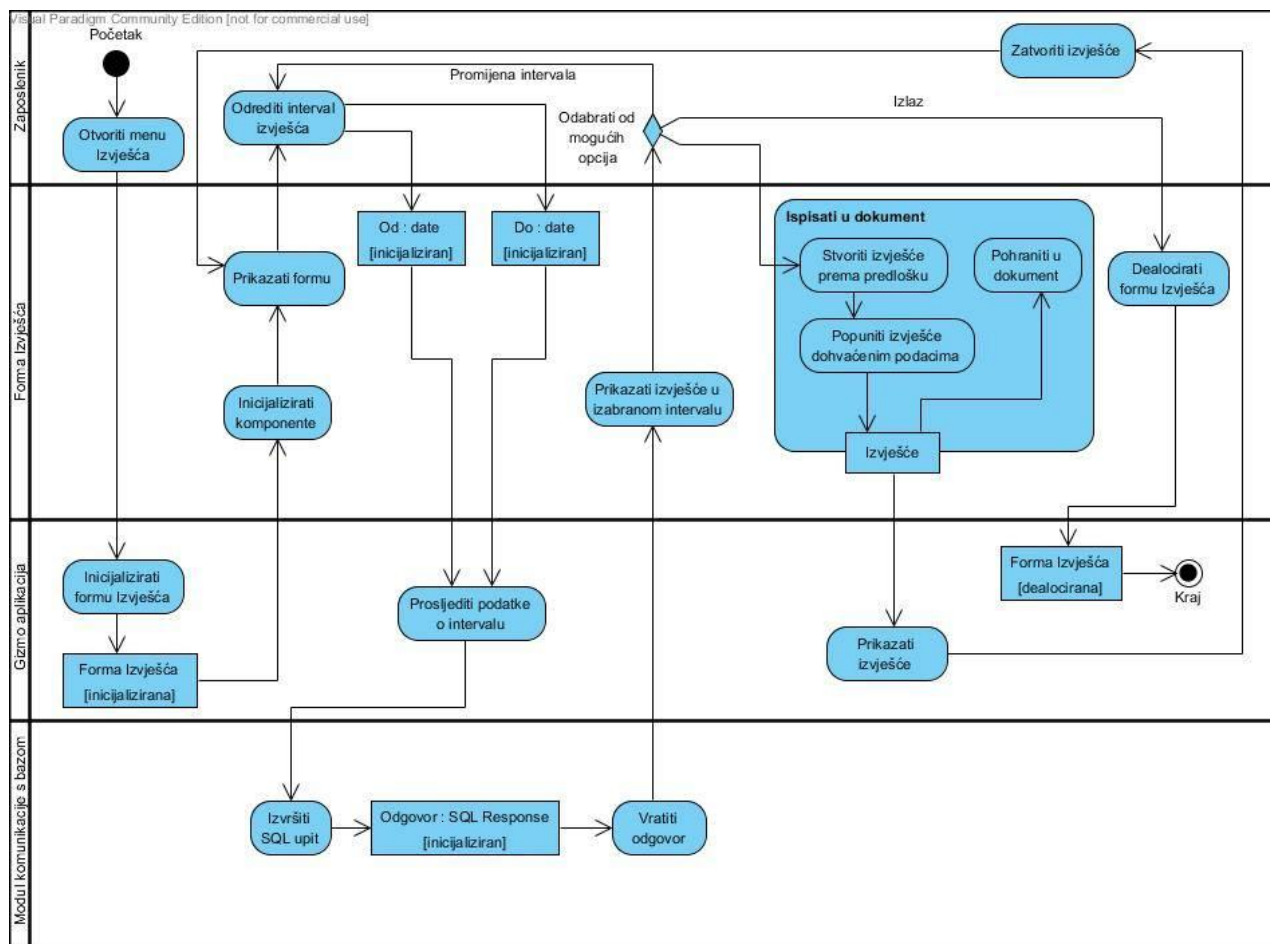 Visual Paradigm Community Edition [not for commercial use]
Zaposlenik
Početak
Otvoriti menu
Izvješća
Odrediti interval
izvješća
Promijena intervala
Odabrati od
mogućih
opcija
Izlaz
Zatvoriti izvješće
Forma Izvješća
Od : date
[inicijaliziran]
Do : date
[inicijaliziran]
Prikazati formu
Inicijalizirati
komponente
Prikazati izvješće u
izabranom intervalu
Ispisati u dokument
Stvoriti izvješće
prema predlošku
Pohraniti u
dokument
Popuniti izvješće
dohvaćenim podacima
Izvješće
Dealocirati
formu Izvješća
Gizmo aplikacija
Inicijalizirati
formu Izvješća
Forma Izvješća
[inicijalizirana]
Prosljediti podatke
o intervalu
Prikazati
izvješće
Forma Izvješća
[dealocirana]
Kraj
Modul komunikacije s bazom
Izvršiti
SQL upit
Odgovor : SQL Response
[inicijaliziran]
Vratiti
odgovor